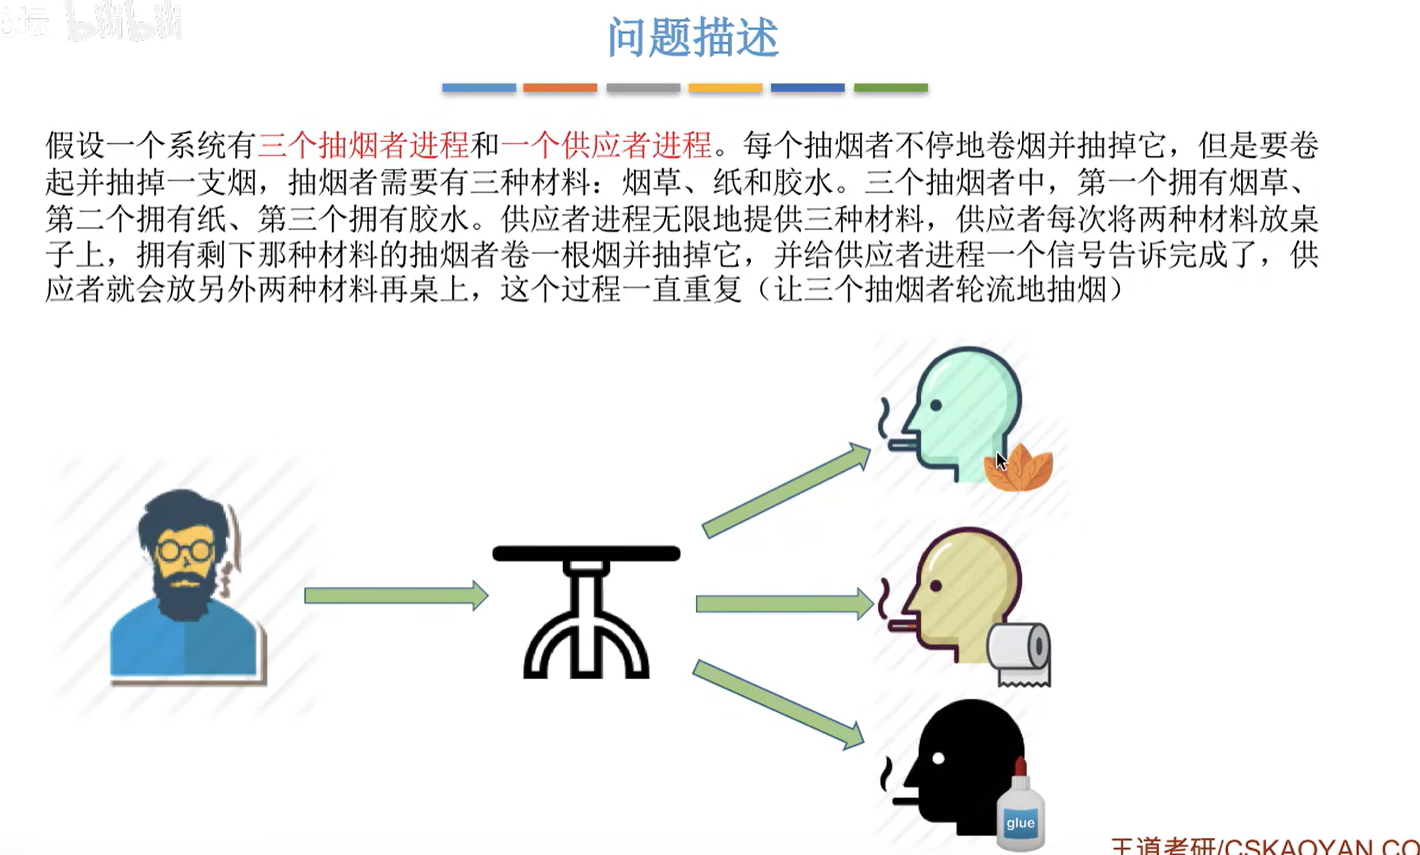 bilibili
问题描述
假设一个系统有三个抽烟者进程和一个供应者进程。每个抽烟者不停地卷烟并抽掉它，但是要卷
起并抽掉一支烟，抽烟者需要有三种材料：烟草、纸和胶水。三个抽烟者中，第一个拥有烟草、
第二个拥有纸、第三个拥有胶水。供应者进程无限地提供三种材料，供应者每次将两种材料放桌
子上，拥有剩下那种材料的抽烟者卷一根烟并抽掉它，并给供应者进程一个信号告诉完成了，供
应者就会放另外两种材料再桌上，这个过程一直重复（让三个抽烟者轮流地抽烟）
glue
王道考研/CSKAOYAN.CO